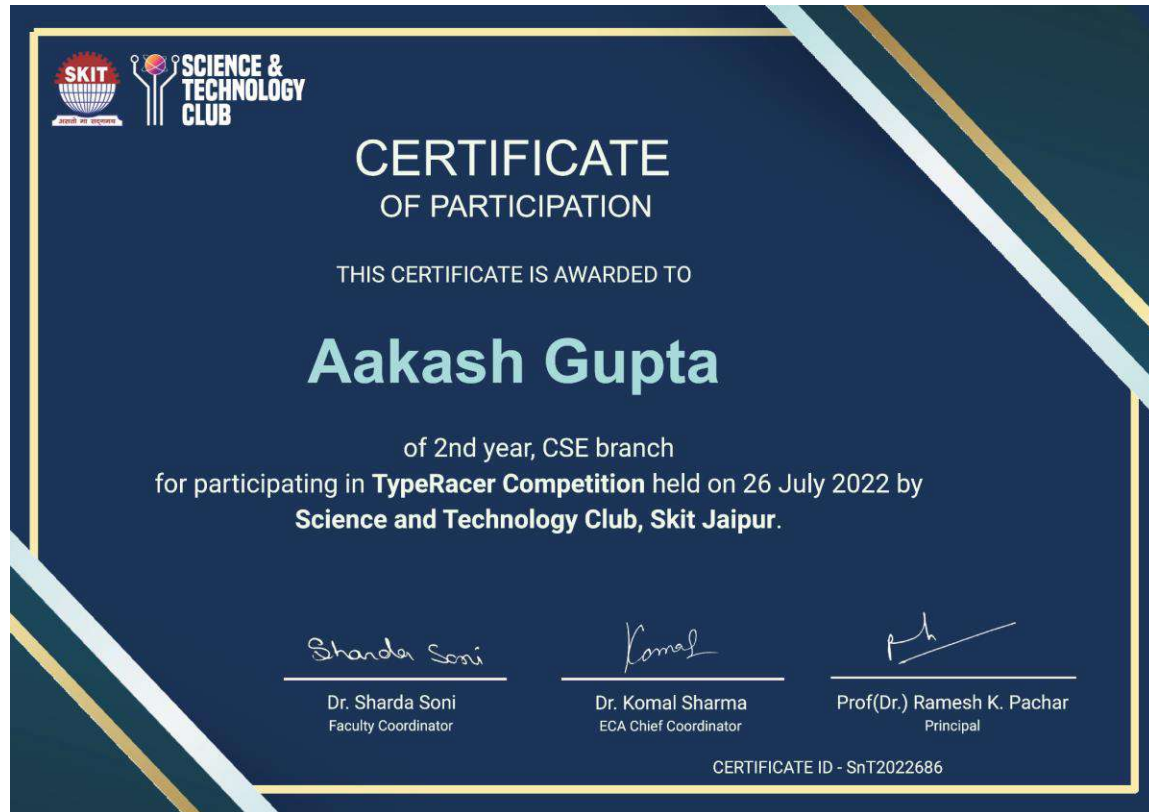 SKIT
असतो मा सद्गमय
SCIENCE &
TECHNOLOGY
CLUB
CERTIFICATE
OF PARTICIPATION
THIS CERTIFICATE IS AWARDED TO
Aakash Gupta
of 2nd year, CSE branch
for participating in TypeRacer Competition held on 26 July 2022 by
Science and Technology Club, Skit Jaipur.
Sharda Soni
Komal
Dr. Sharda Soni
Faculty Coordinator
Dr. Komal Sharma
ECA Chief Coordinator
Prof(Dr.) Ramesh K. Pachar
Principal
CERTIFICATE ID - SnT2022686